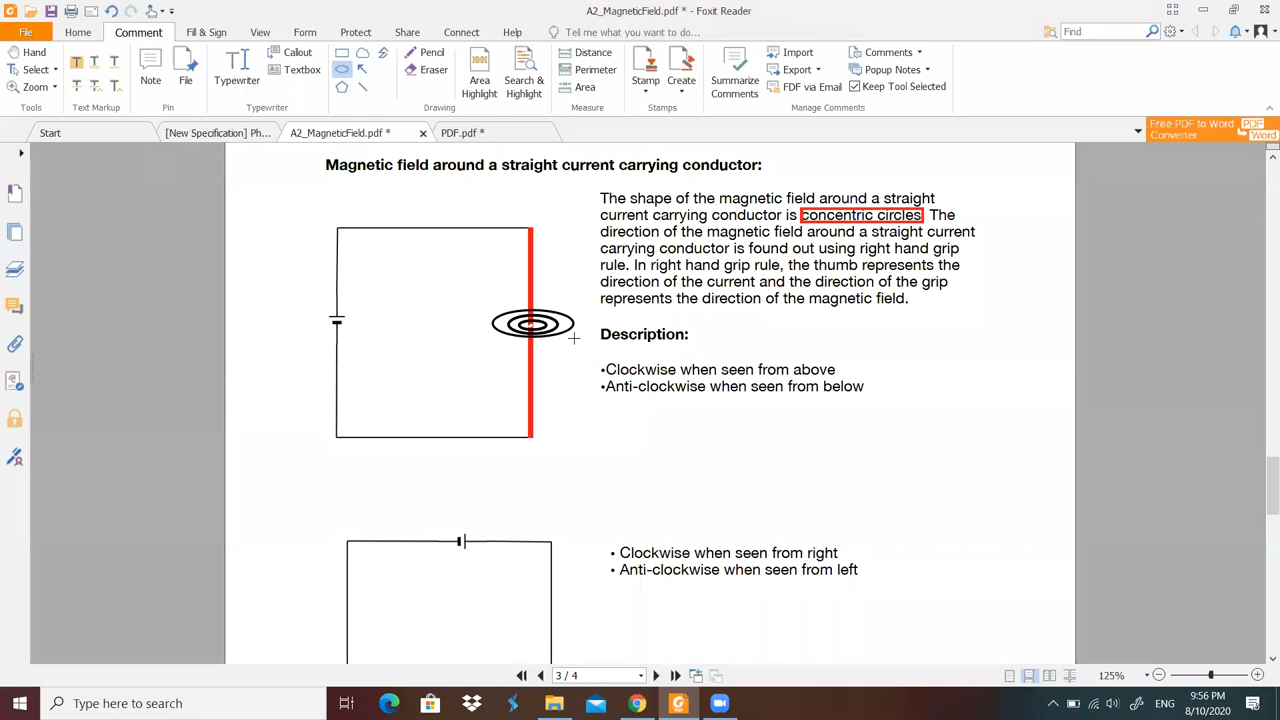 A2_MagneticField.pdf * - Foxit Reader
File Home Comment Fill & Sign View Form Protect Share Connect Help Tell me what you want to do... Find
Hand
Select
Zoom
Tools
Text Markup
Note
File
Pin
Typewriter
Callout
Textbox
Typewriter
Pencil
Eraser
Drawing
Area Highlight
Search & Highlight
Distance
Perimeter
Area
Measure
Stamp
Create
Stamps
Summarize Comments
Import
Export
FDF via Email
Comments
Popup Notes
Keep Tool Selected
Manage Comments
Start [New Specification] Ph... A2_MagneticField.pdf * PDF.pdf *
Free PDF to Word Converter
PDF
Word
Magnetic field around a straight current carrying conductor:
The shape of the magnetic field around a straight
current carrying conductor is concentric circles. The
direction of the magnetic field around a straight current
carrying conductor is found out using right hand grip
rule. In right hand grip rule, the thumb represents the
direction of the current and the direction of the grip
represents the direction of the magnetic field.
Description:
•Clockwise when seen from above
•Anti-clockwise when seen from below
• Clockwise when seen from right
• Anti-clockwise when seen from left
3 / 4
125%
Type here to search
ENG
9:56 PM
8/10/2020